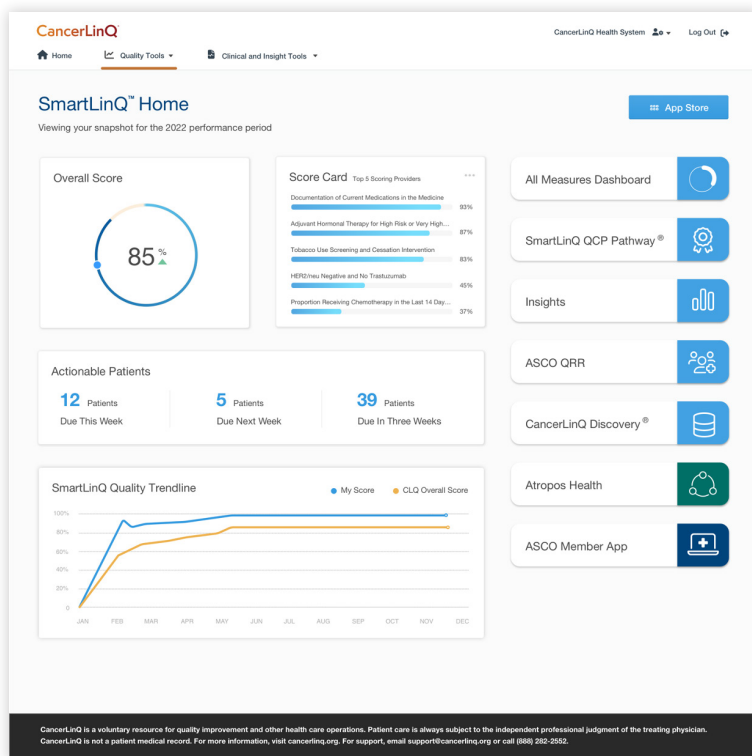 CancerLinQ
CancerLinQ Health System
Log Out
Home
Quality Tools
Clinical and Insight Tools
SmartLinQ™ Home
Viewing your snapshot for the 2022 performance period
App Store
Overall Score
85%
Score Card Top 5 Scoring Providers
Documentation of Current Medications in the Medicine
93%
Adjuvant Hormonal Therapy for High Risk or Very High...
87%
Tobacco Use Screening and Cessation Intervention
83%
HER2/neu Negative and No Trastuzumab
45%
Proportion Receiving Chemotherapy in the Last 14 Day...
37%
All Measures Dashboard
SmartLinQ QCP Pathway®
Insights
ASCO QRR
CancerLinQ Discovery®
Atropos Health
ASCO Member App
Actionable Patients
12 Patients
Due This Week
5 Patients
Due Next Week
39 Patients
Due In Three Weeks
SmartLinQ Quality Trendline
My Score
CLQ Overall Score
100%
80%
60%
40%
20%
0
JAN FEB MAR APR MAY JUN JUL AUG SEP OCT NOV DEC
CancerLinQ is a voluntary resource for quality improvement and other health care operations. Patient care is always subject to the independent professional judgment of the treating physician.
CancerLinQ is not a patient medical record. For more information, visit cancerlinq.org. For support, email support@cancerlinq.org or call (888) 282-2552.